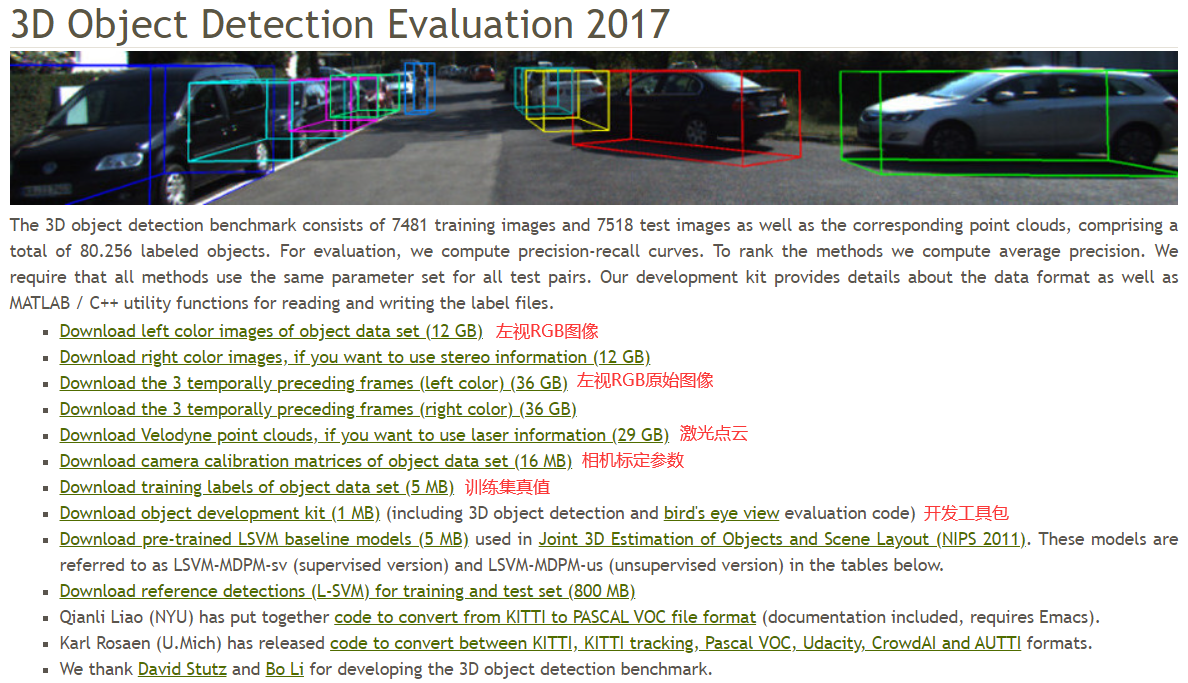 3D Object Detection Evaluation 2017
The 3D object detection benchmark consists of 7481 training images and 7518 test images as well as the corresponding point clouds, comprising a
total of 80.256 labeled objects. For evaluation, we compute precision-recall curves. To rank the methods we compute average precision. We
require that all methods use the same parameter set for all test pairs. Our development kit provides details about the data format as well as
MATLAB / C++ utility functions for reading and writing the label files.
Download left color images of object data set (12 GB) 左视RGB图像
Download right color images, if you want to use stereo information (12 GB)
Download the 3 temporally preceding frames (left color) (36 GB) 左视RGB原始图像
Download the 3 temporally preceding frames (right color) (36 GB)
Download Velodyne point clouds, if you want to use laser information (29 GB) 激光点云
Download camera calibration matrices of object data set (16 MB) 相机标定参数
Download training labels of object data set (5 MB) 训练集真值
Download object development kit (1 MB) (including 3D object detection and bird's eye view evaluation code) 开发工具包
Download pre-trained LSVM baseline models (5 MB) used in Joint 3D Estimation of Objects and Scene Layout (NIPS 2011). These models are
referred to as LSVM-MDPM-sv (supervised version) and LSVM-MDPM-us (unsupervised version) in the tables below.
Download reference detections (L-SVM) for training and test set (800 MB)
Qianli Liao (NYU) has put together code to convert from KITTI to PASCAL VOC file format (documentation included, requires Emacs).
Karl Rosaen (U.Mich) has released code to convert between KITTI, KITTI tracking, Pascal VOC, Udacity, CrowdAI and AUTTI formats.
We thank David Stutz and Bo Li for developing the 3D object detection benchmark.